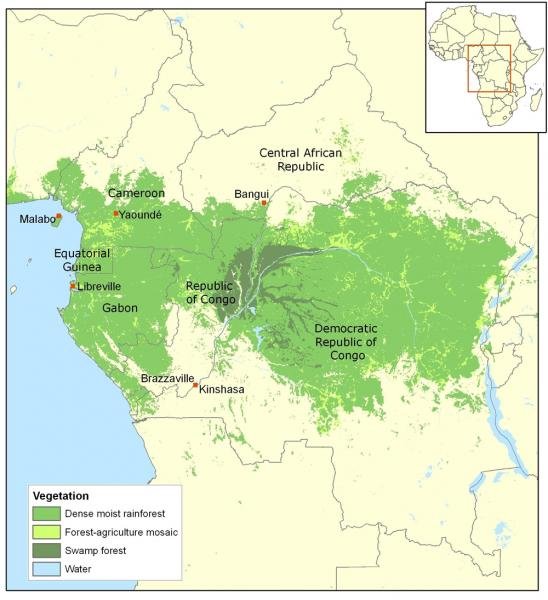 Central African
Republic
Cameroon
Bangui
Malabo
Yaoundé
Equatorial
Guinea
Libreville
Republic
of Congo
Gabon
Democratic
Republic of
Congo
Brazzaville
Kinshasa
Vegetation
Dense moist rainforest
Forest-agriculture mosaic
Swamp forest
Water